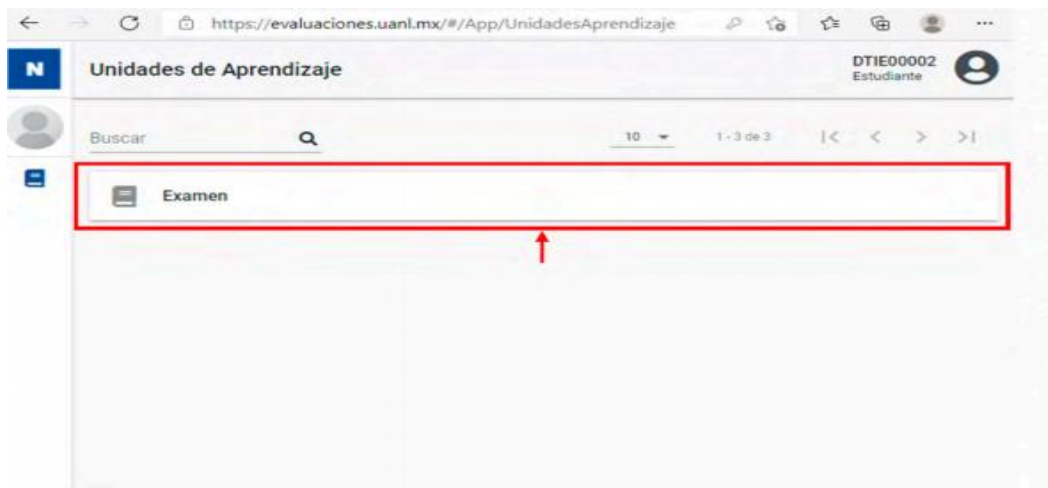 https://evaluaciones.uanl.mx/#/App/UnidadesAprendizaje
N
Unidades de Aprendizaje
DTIE00002
Estudiante
Buscar
10
1 - 3 de 3
Examen